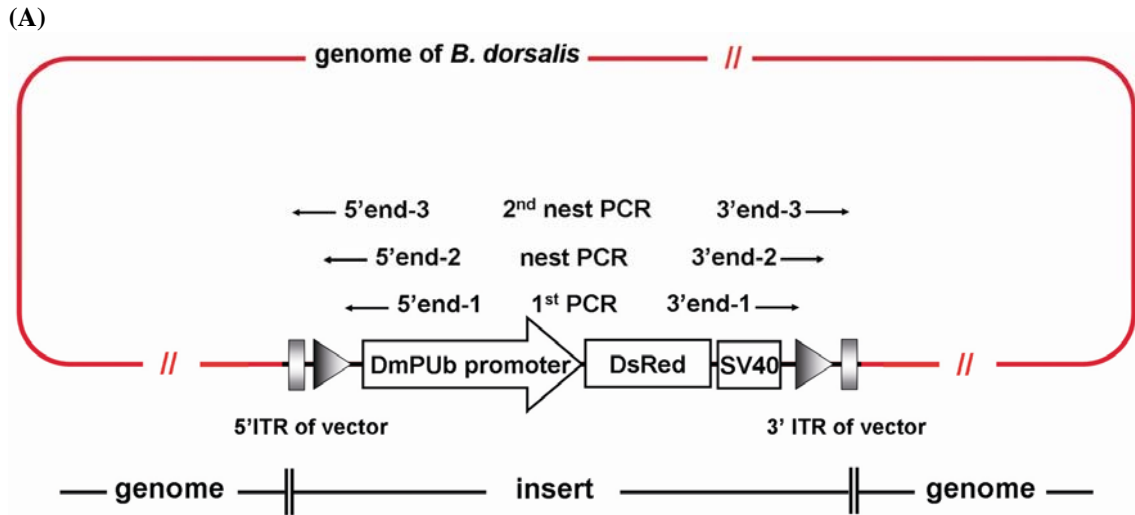 (A)
genome of B. dorsalis //
5'end-3 2nd nest PCR 3'end-3
5'end-2 nest PCR 3'end-2
5'end-1 1st PCR 3'end-1
// DmPUb promoter DsRed SV40 //
5'ITR of vector 3' ITR of vector
genome insert genome